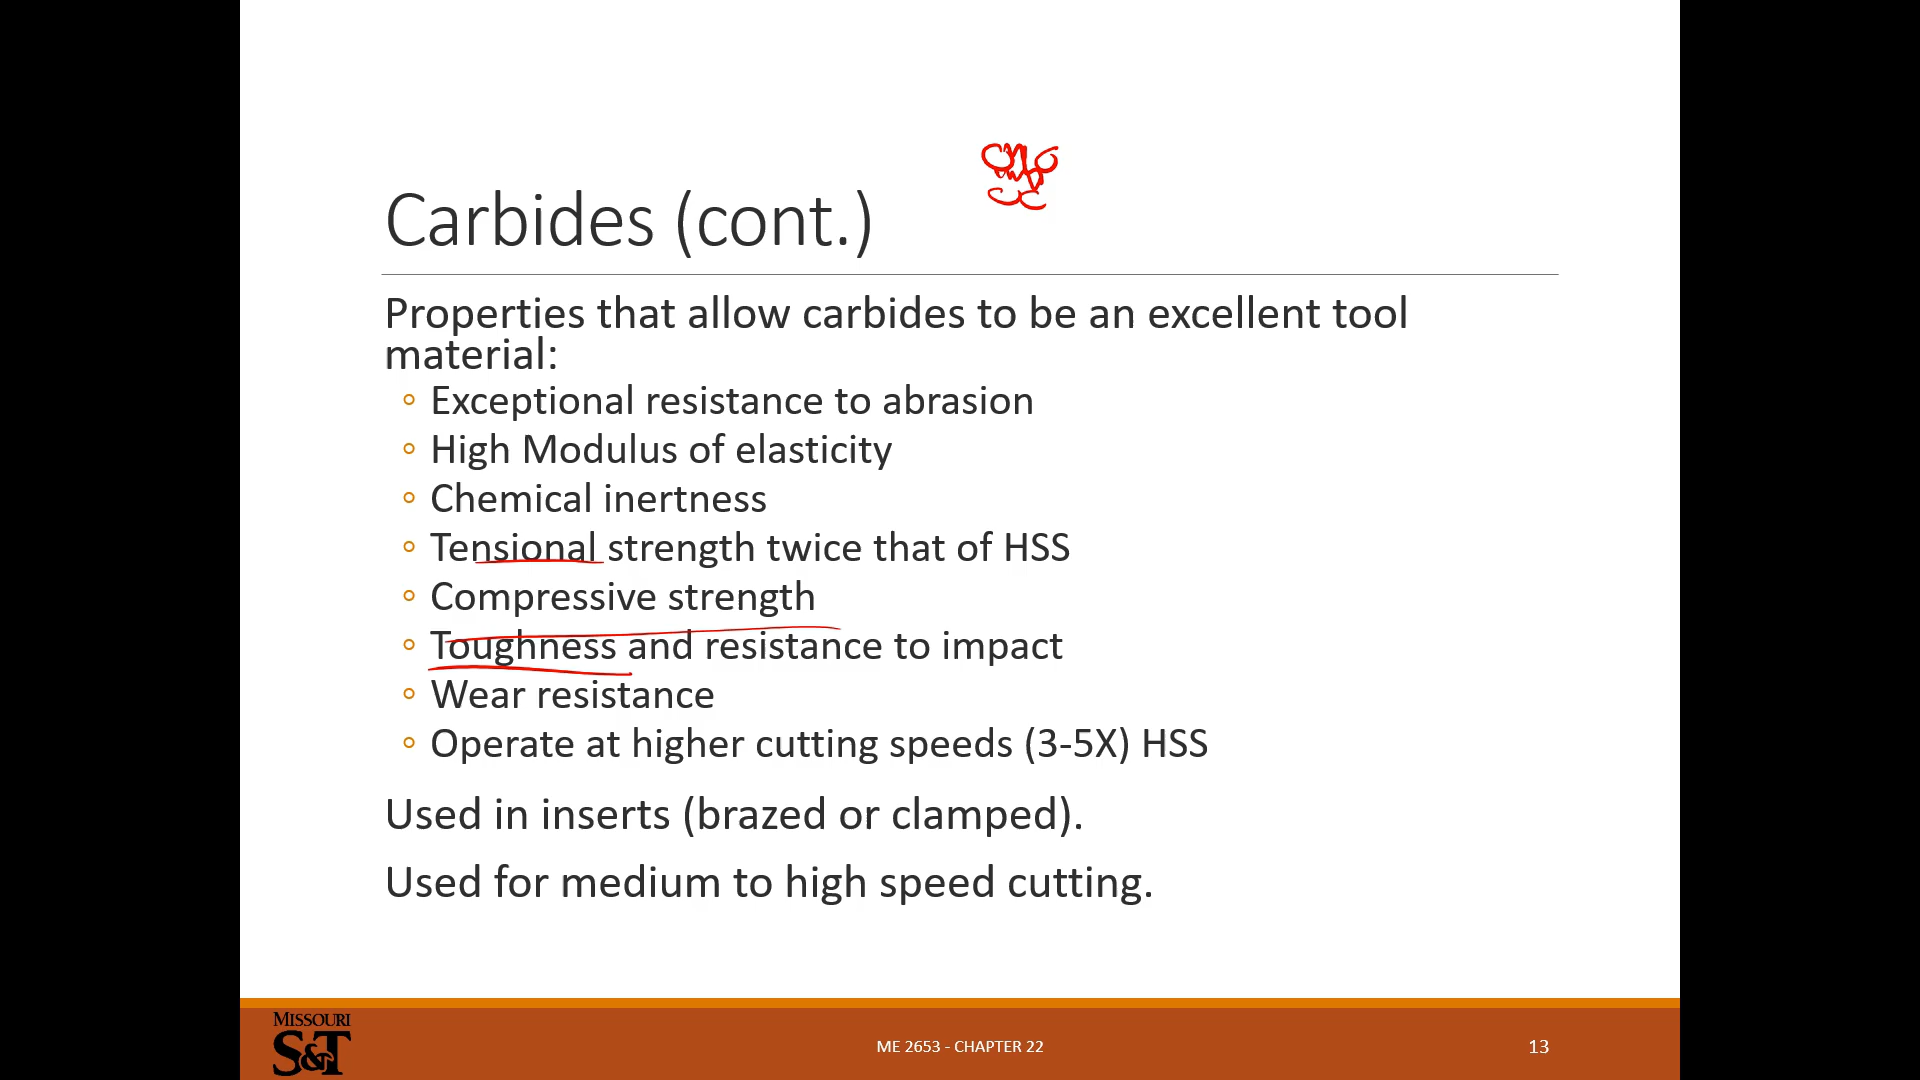 Carbides (cont.)
Properties that allow carbides to be an excellent tool
material:
◦ Exceptional resistance to abrasion
◦ High Modulus of elasticity
◦ Chemical inertness
◦ Tensional strength twice that of HSS
◦ Compressive strength
◦ Toughness and resistance to impact
◦ Wear resistance
◦ Operate at higher cutting speeds (3-5X) HSS
Used in inserts (brazed or clamped).
Used for medium to high speed cutting.
MISSOURI
S&T
ME 2653 - CHAPTER 22
13